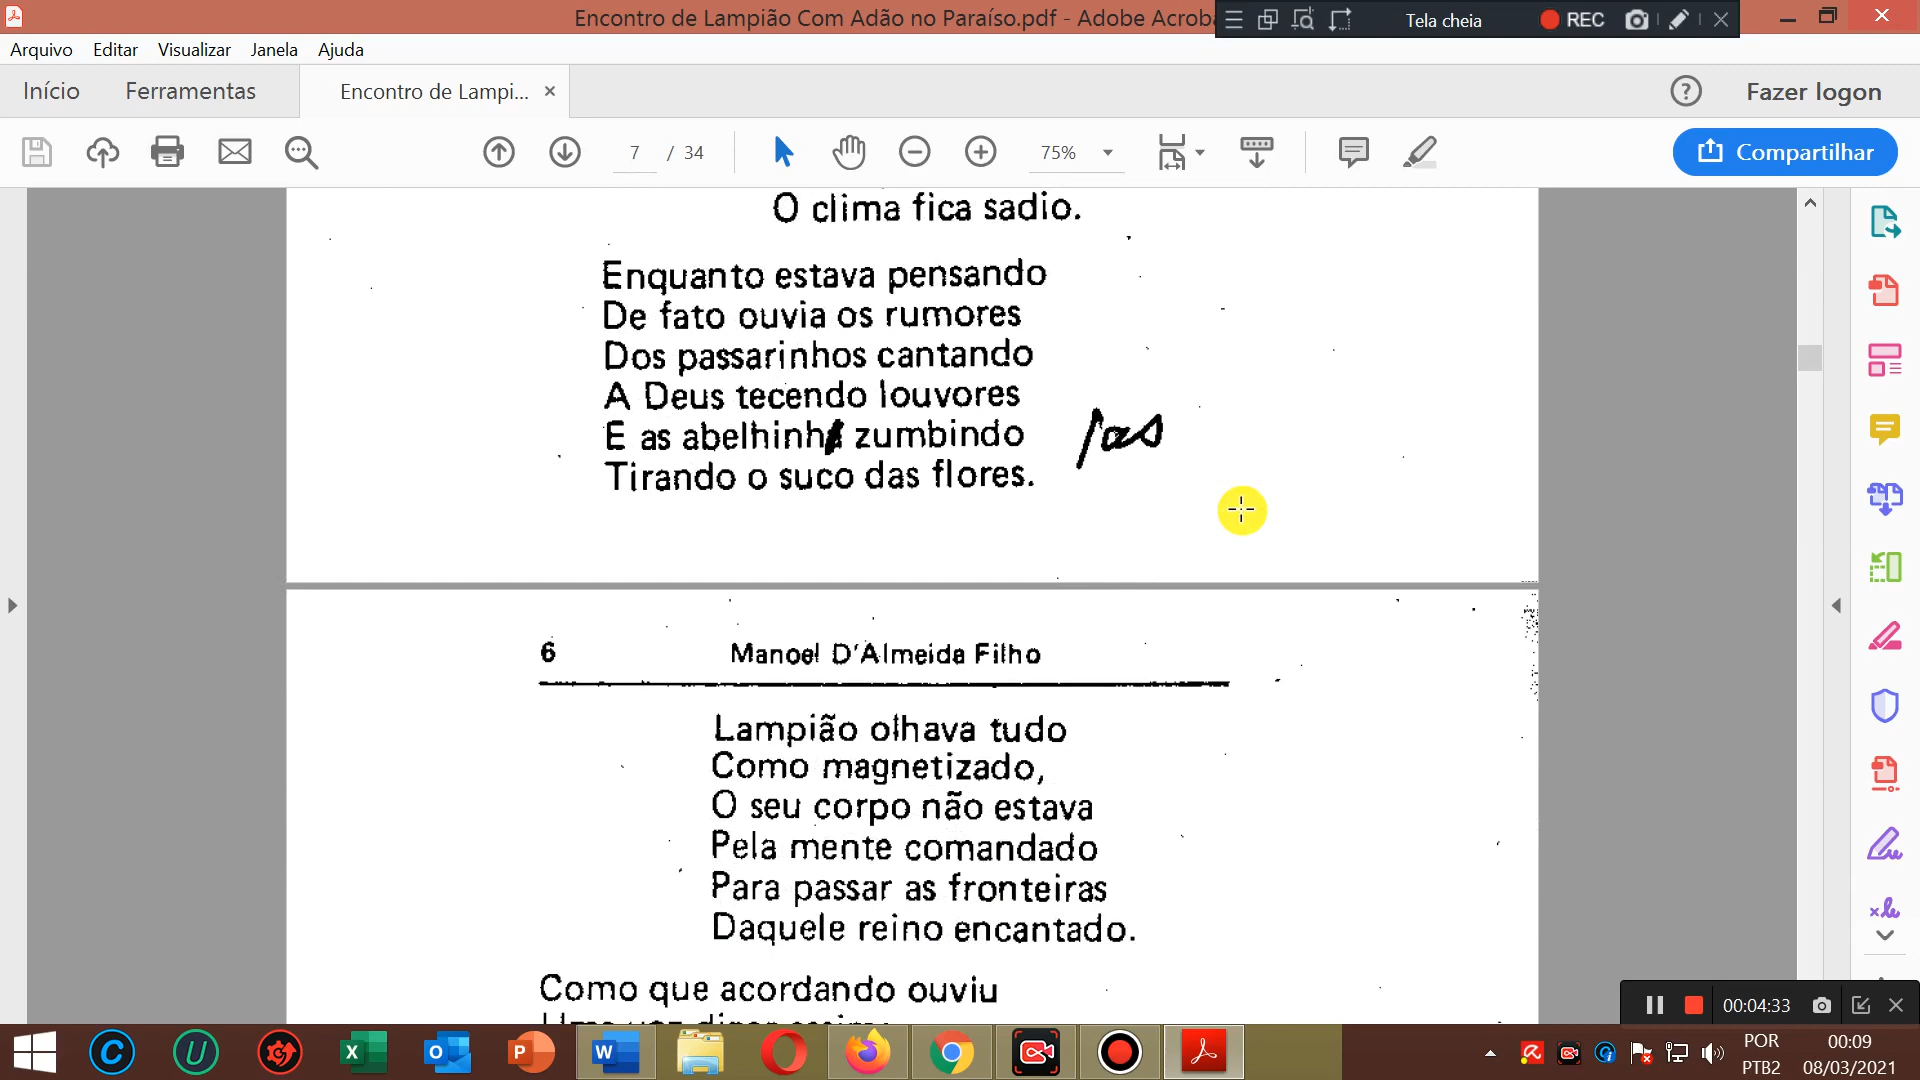 Encontro de Lampião Com Adão no Paraíso.pdf - Adobe Acroba
Tela cheia
REC
Arquivo Editar Visualizar Janela Ajuda
Início Ferramentas Encontro de Lampi... Fazer logon
7 / 34 75% Compartilhar
O clima fica sadio.
Enquanto estava pensando
De fato ouvia os rumores
Dos passarinhos cantando
A Deus tecendo louvores
E as abelhinh zumbindo /as
Tirando o suco das flores.
6 Manoel D'Almeida Filho
Lampião olhava tudo
Como magnetizado,
O seu corpo não estava
Pela mente comandado
Para passar as fronteiras
Daquele reino encantado.
Como que acordando ouviu
00:04:33
POR
PTB2
00:09
08/03/2021